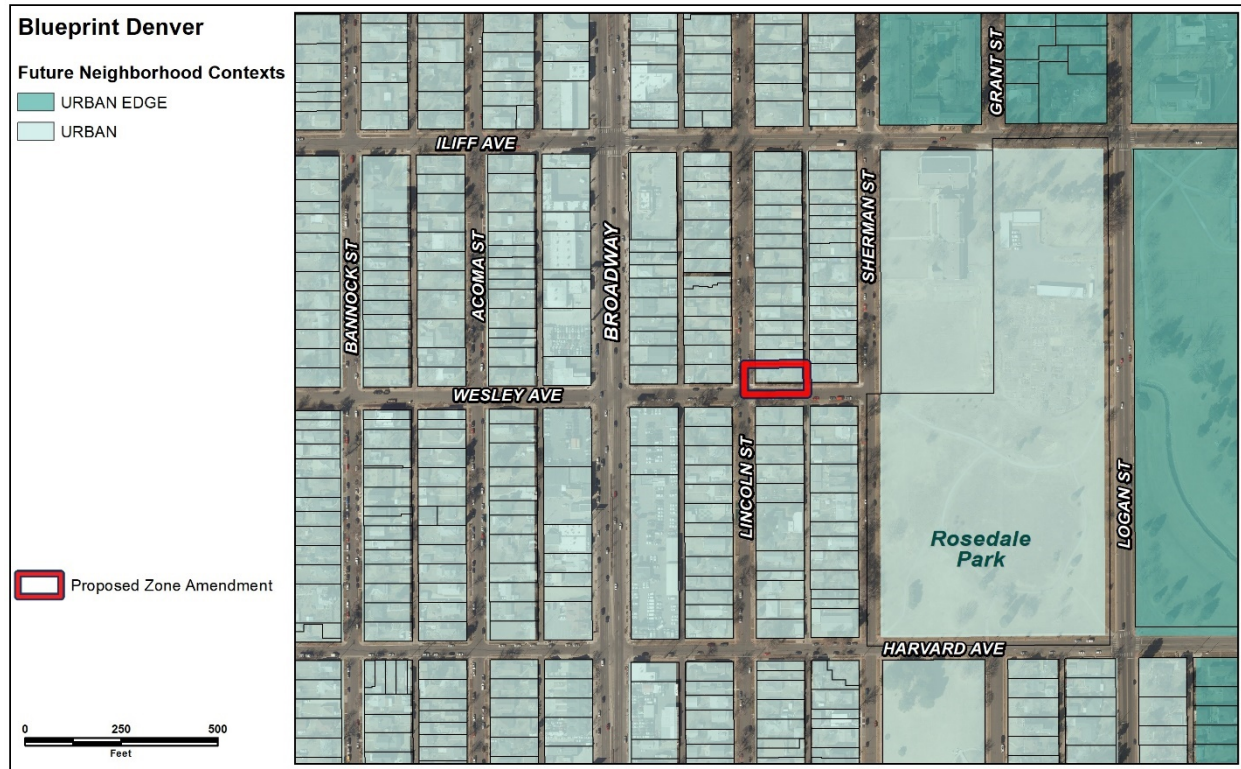 Blueprint Denver
Future Neighborhood Contexts
URBAN EDGE
URBAN
Proposed Zone Amendment
0 250 500
Feet
GRANT ST
ILIFF AVE
BANNOCK ST
ACOMA ST
BROADWAY
SHERMAN ST
WESLEY AVE
LINCOLN ST
LOGAN ST
Rosedale
Park
HARVARD AVE